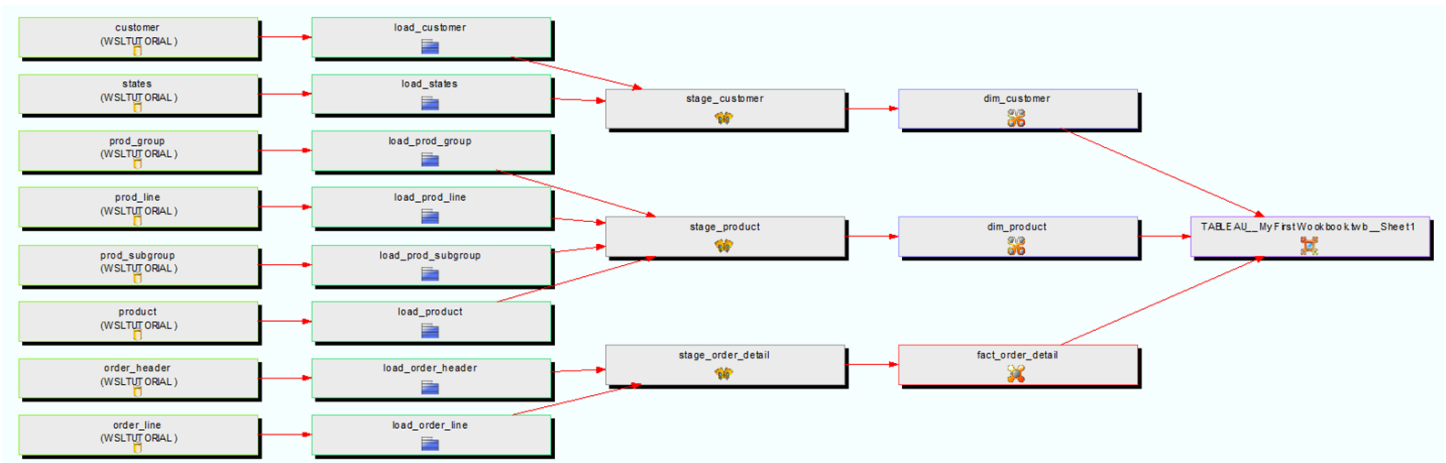 customer
(WSLTUTORIAL)
load_customer
states
(WSLTUTORIAL)
load_states
stage_customer
dim_customer
prod_group
(WSLTUTORIAL)
load_prod_group
prod_line
(WSLTUTORIAL)
load_prod_line
stage_product
dim_product
TABLEAU__MyFirstWookbook.twb__Sheet1
prod_subgroup
(WSLTUTORIAL)
load_prod_subgroup
product
(WSLTUTORIAL)
load_product
stage_order_detail
fact_order_detail
order_header
(WSLTUTORIAL)
load_order_header
order_line
(WSLTUTORIAL)
load_order_line